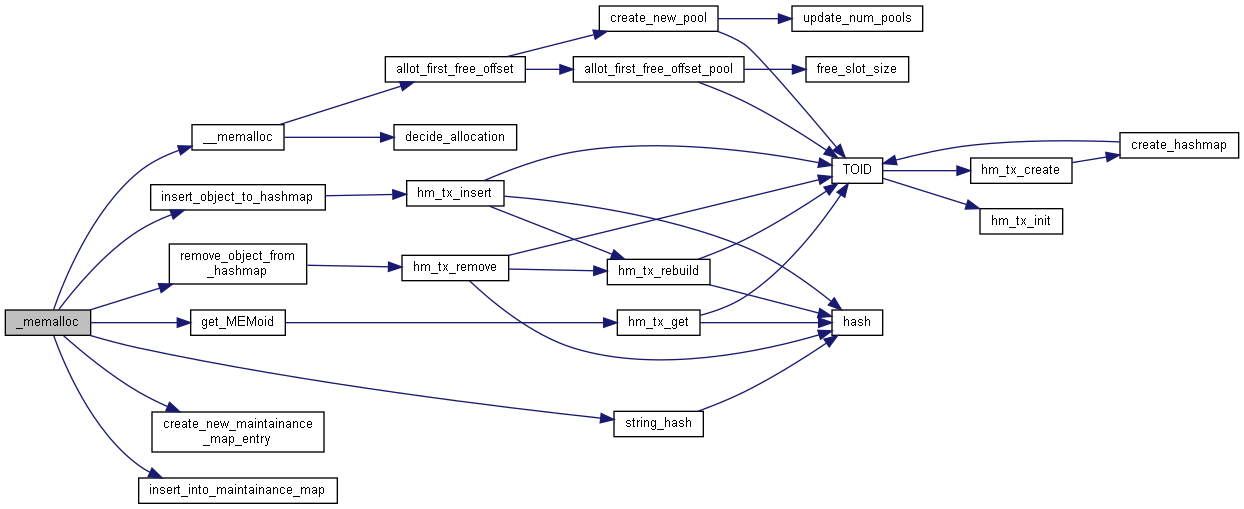 create_new_pool
update_num_pools
allot_first_free_offset
allot_first_free_offset_pool
free_slot_size
__memalloc
decide_allocation
create_hashmap
TOID
hm_tx_create
insert_object_to_hashmap
hm_tx_insert
hm_tx_init
remove_object_from
_hashmap
hm_tx_remove
hm_tx_rebuild
_memalloc
get_MEMoid
hm_tx_get
hash
string_hash
create_new_maintainance
_map_entry
insert_into_maintainance_map